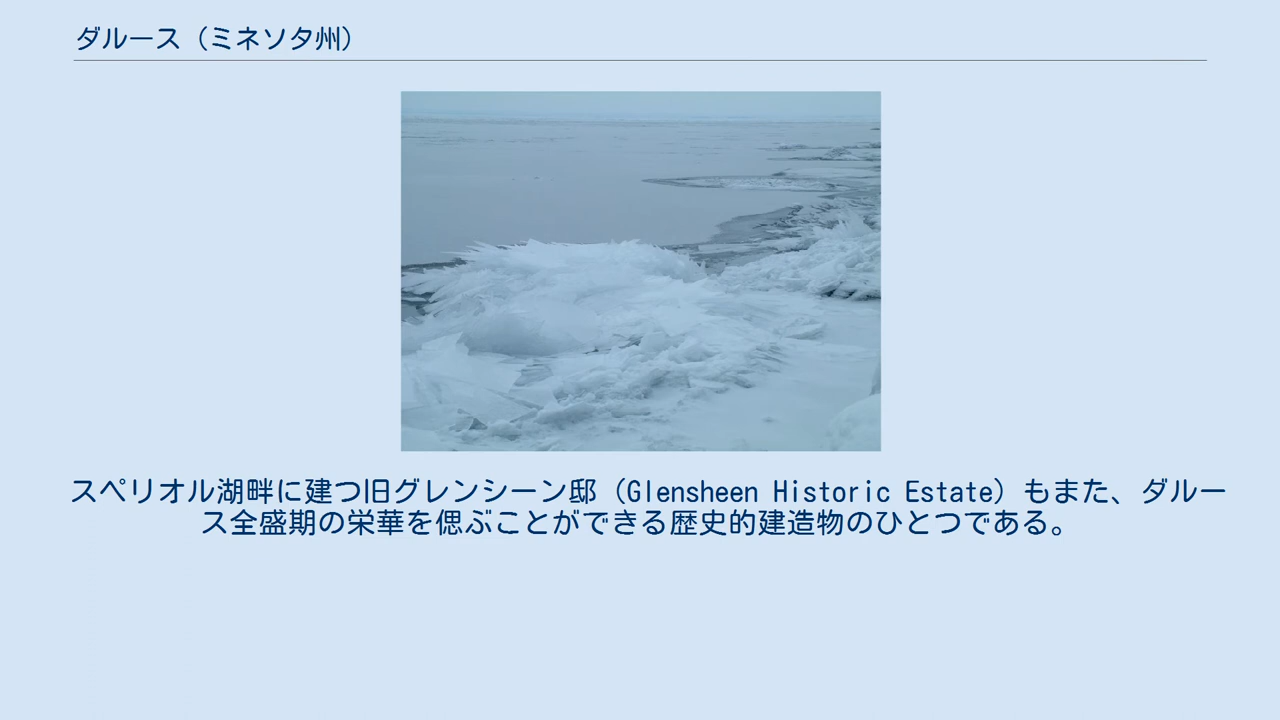 ダルース（ミネソタ州）
スペリオル湖畔に建つ旧グレンシーン邸（Glensheen Historic Estate）もまた、ダルー
ス全盛期の栄華を偲ぶことができる歴史的建造物のひとつである。